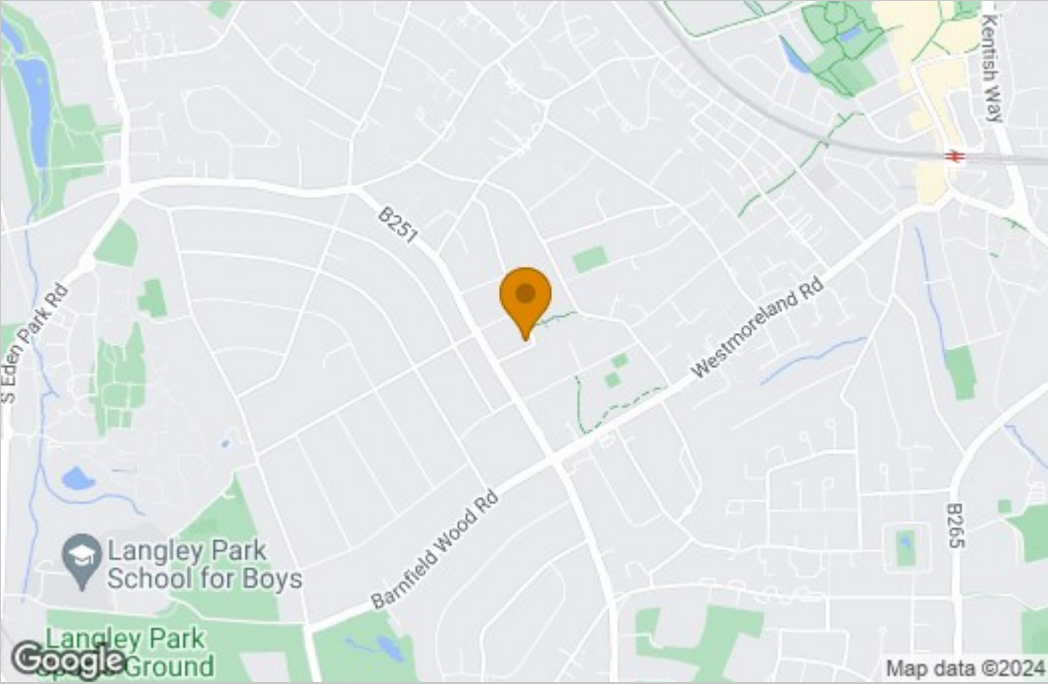 Kentish Way
B251
S Eden Park Rd
Westmoreland Rd
Barnfield Wood Rd
B265
Langley Park
School for Boys
Langley Park
Sports Ground
Google
Map data ©2024